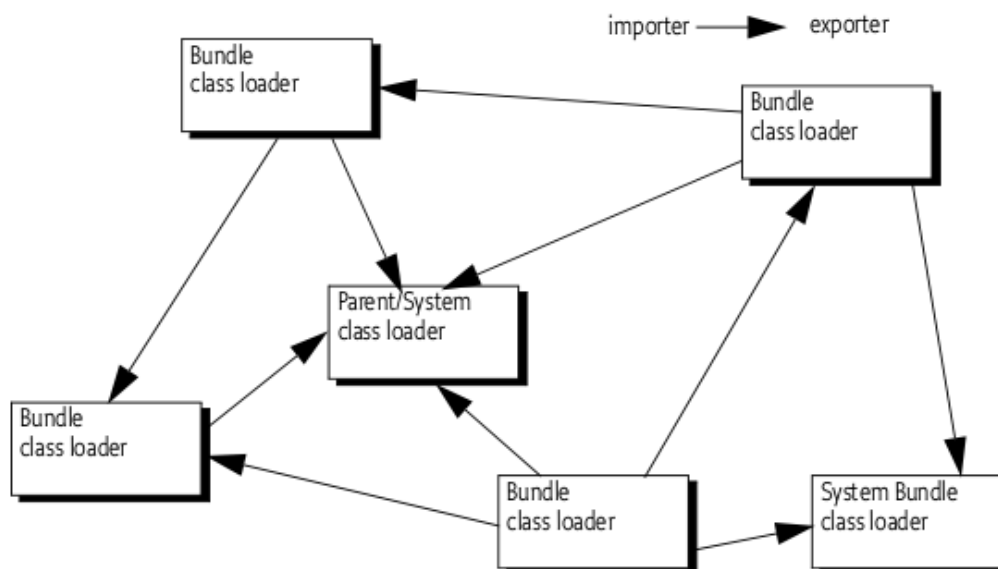 importer exporter
Bundle
class loader
Bundle
class loader
Parent/System
class loader
Bundle
class loader
Bundle
class loader
System Bundle
class loader